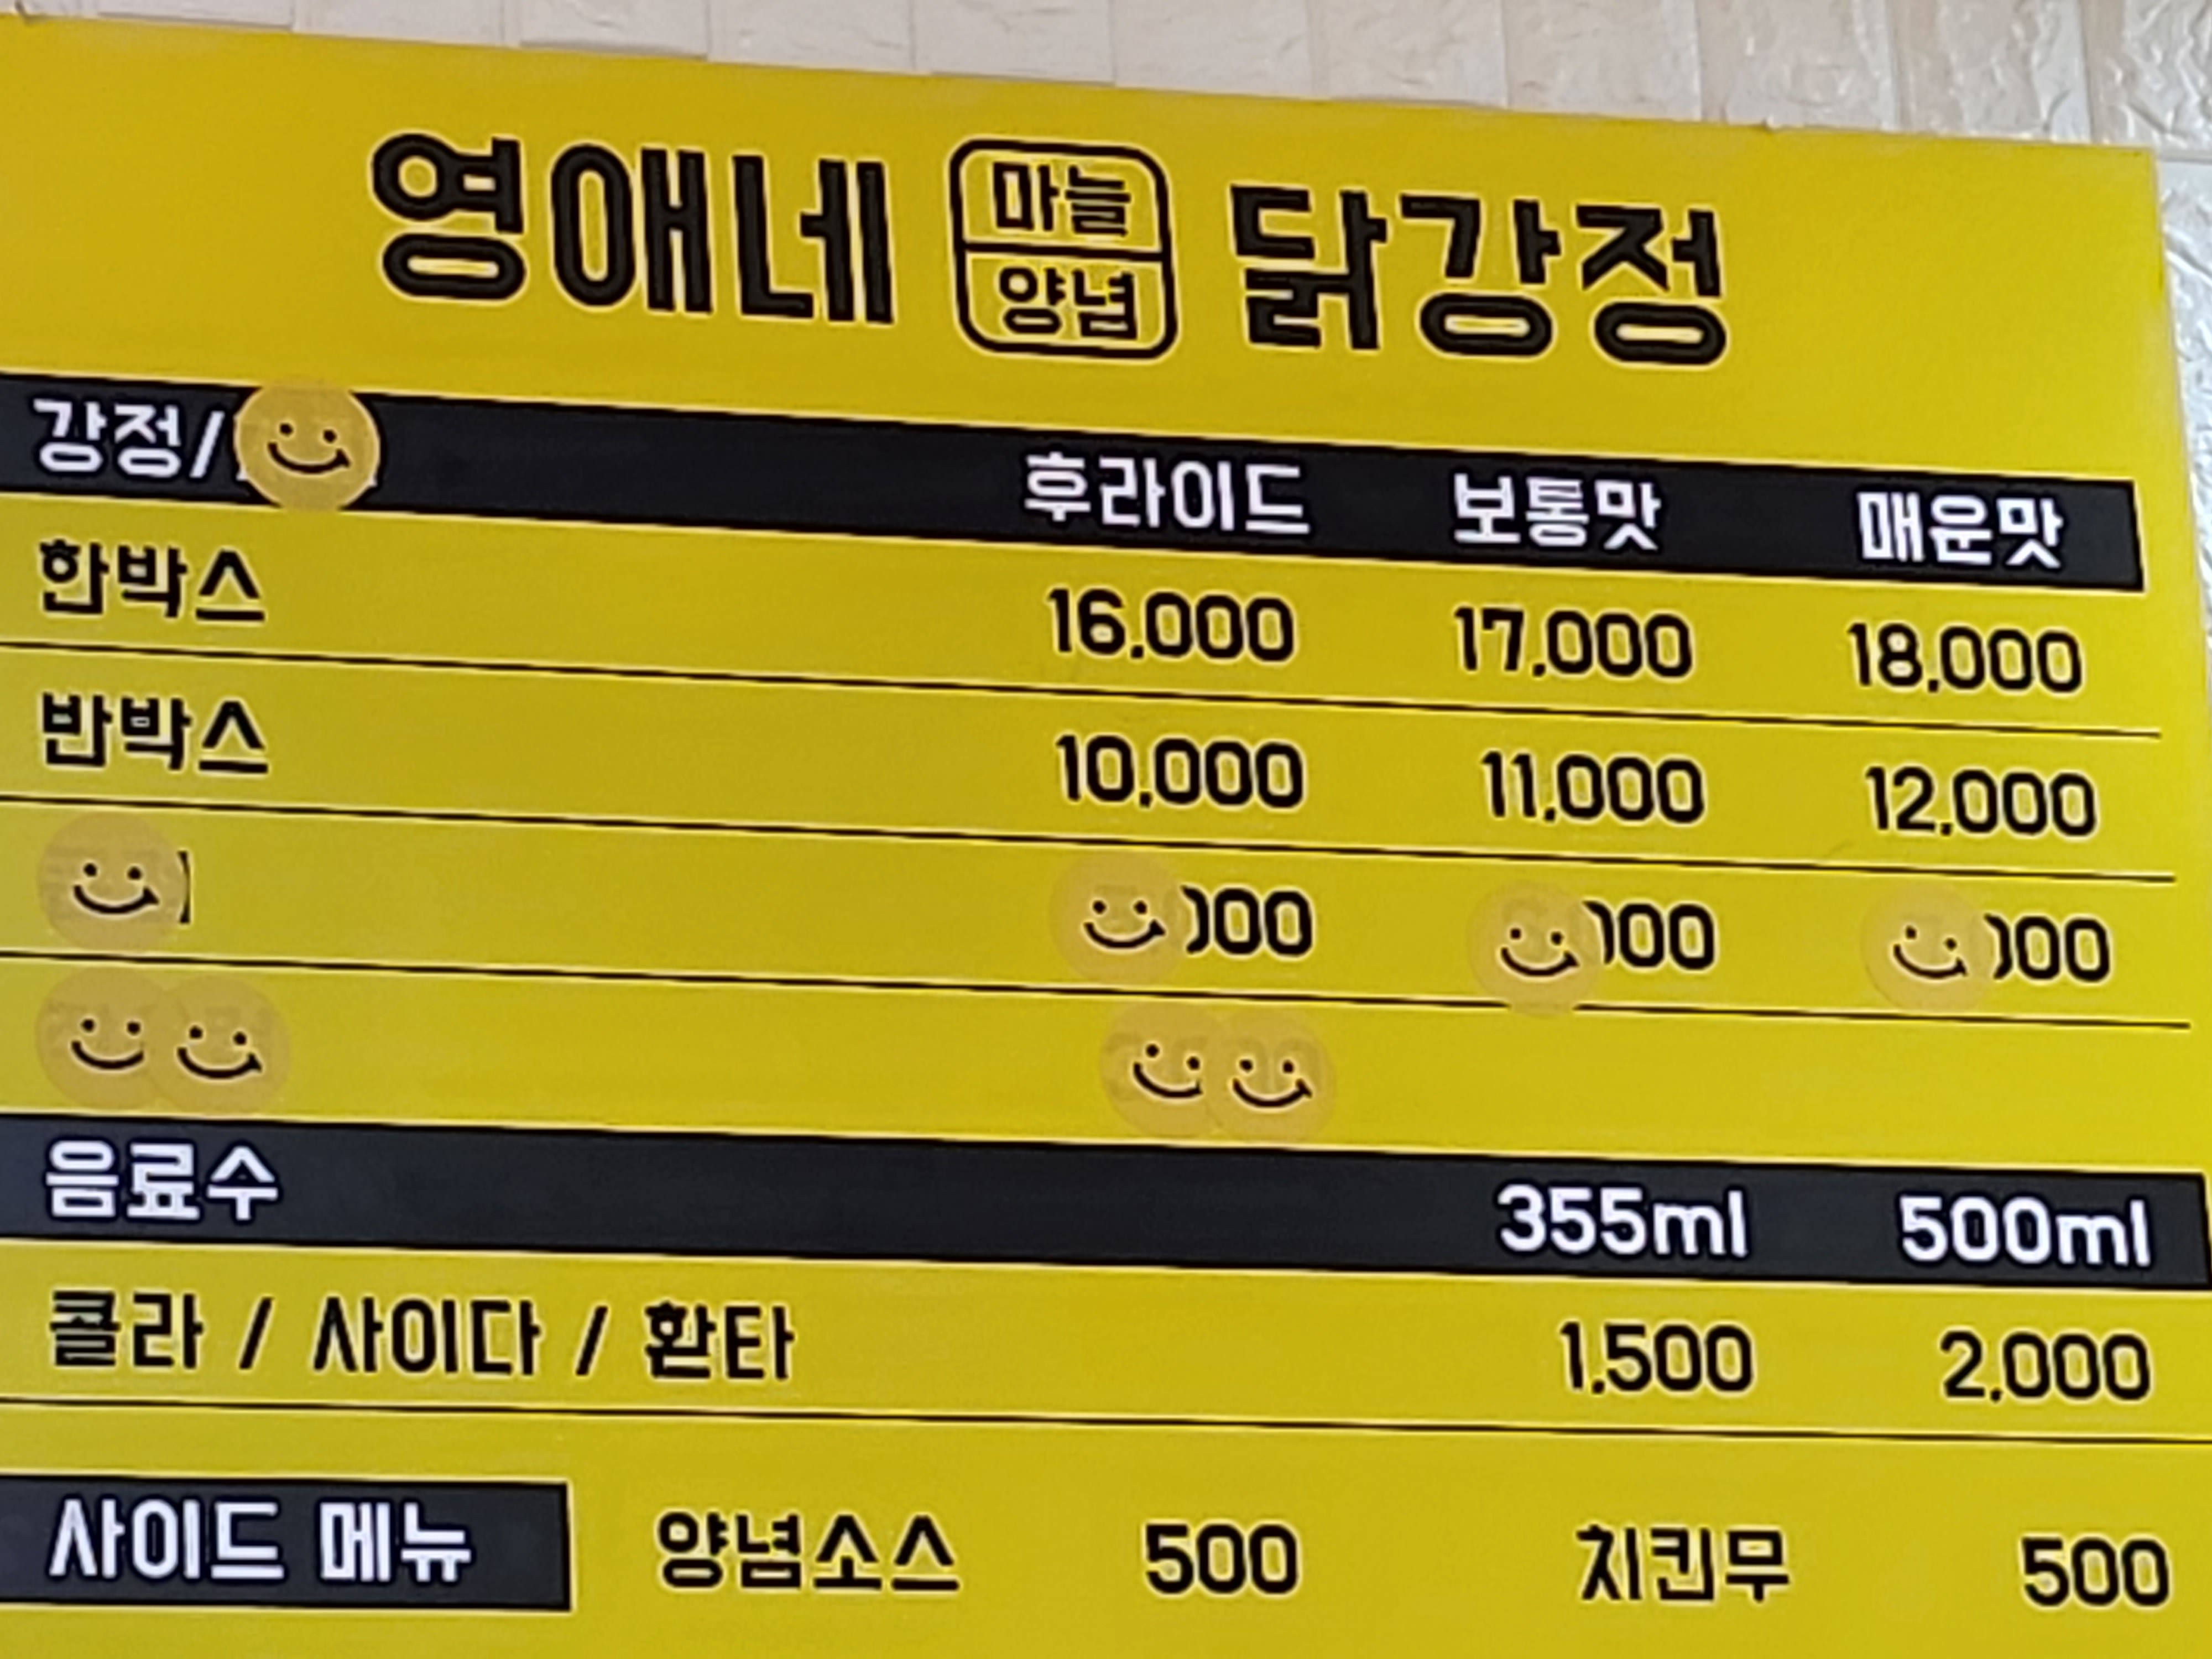 영애네 마늘 양념 닭강정
강정/ 후라이드 보통맛 매운맛
한박스 16,000 17,000 18,000
반박스 10,000 11,000 12,000
음료수 355ml 500ml
콜라 / 사이다 / 환타 1,500 2,000
사이드 메뉴 양념소스 500 치킨무 500